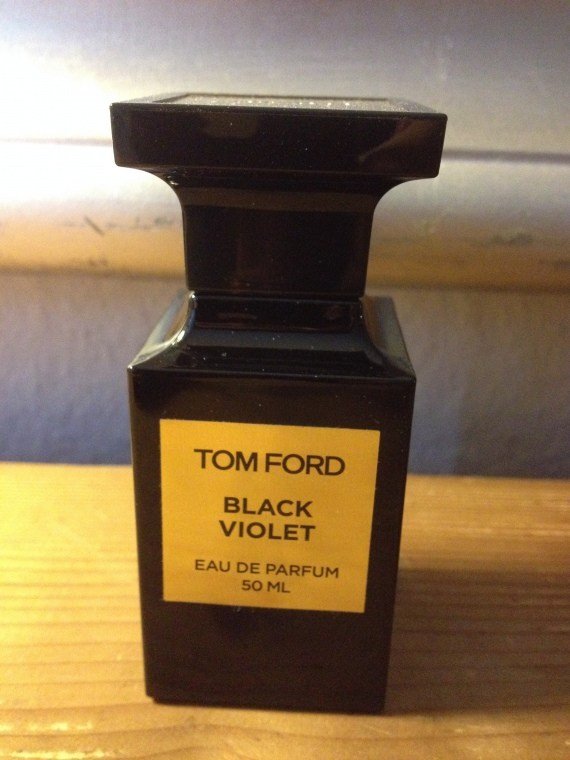 TOM FORD
BLACK
VIOLET
EAU DE PARFUM
50 ML